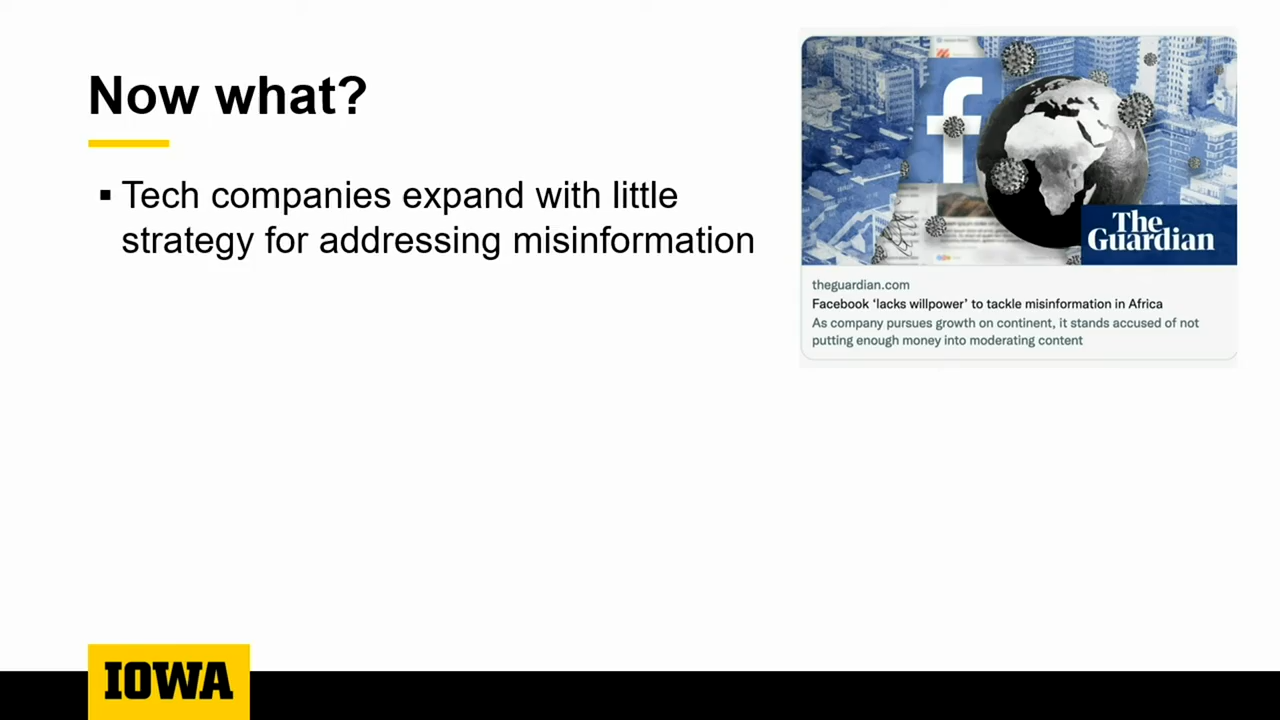 Now what?
▪ Tech companies expand with little
strategy for addressing misinformation
f
The
Guardian
theguardian.com
Facebook ‘lacks willpower’ to tackle misinformation in Africa
As company pursues growth on continent, it stands accused of not
putting enough money into moderating content
IOWA